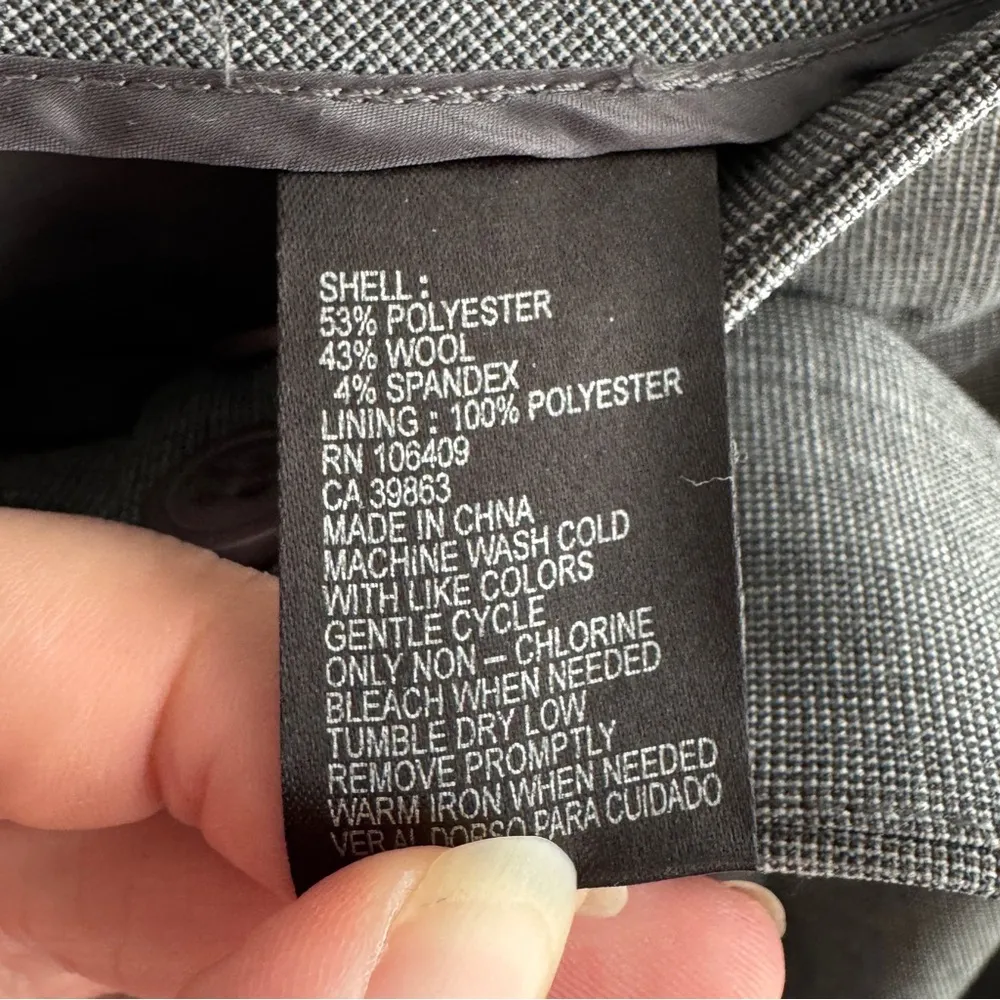 SHELL :
53% POLYESTER
43% WOOL
4% SPANDEX
LINING : 100% POLYESTER
RN 106409
CA 39863
MADE IN CHNA
MACHINE WASH COLD
WITH LIKE COLORS
GENTLE CYCLE
ONLY NON – CHLORINE
BLEACH WHEN NEEDED
TUMBLE DRY LOW
REMOVE PROMPTLY
WARM IRON WHEN NEEDED
VER AL DORSO PARA CUIDADO